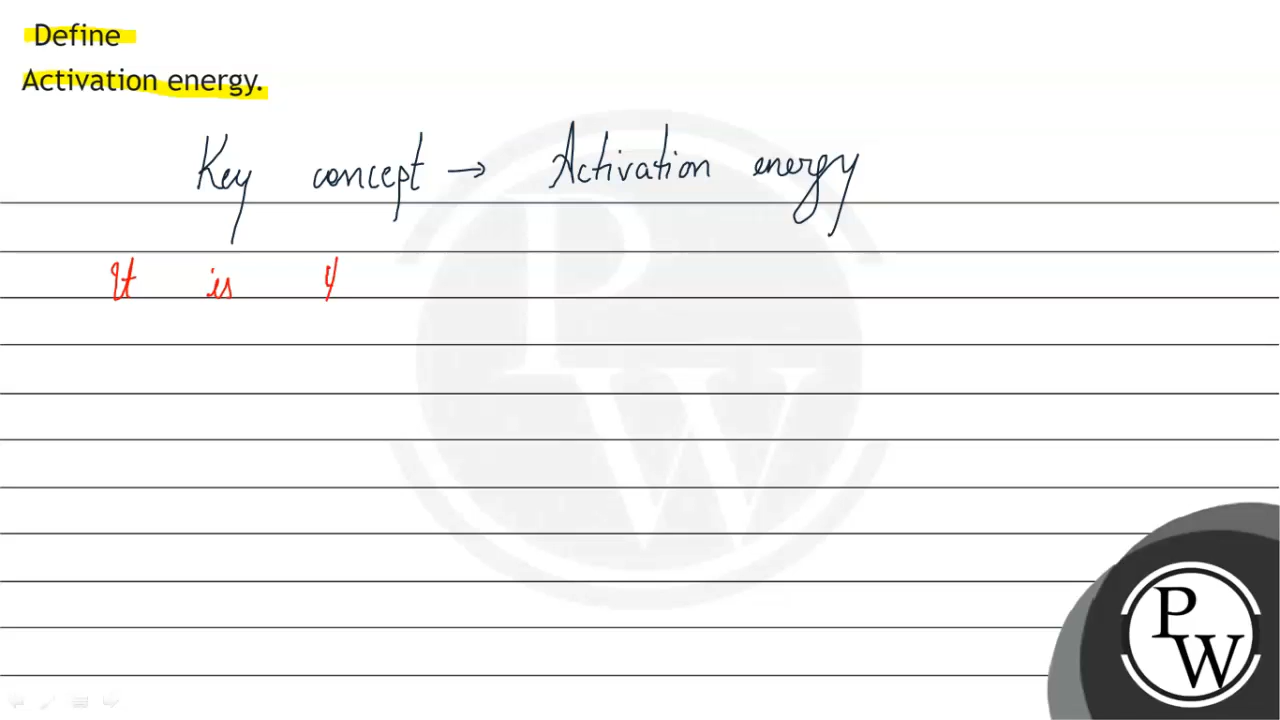 Define
Activation energy.
Key concept → Activation energy
It is
P
W
P
W